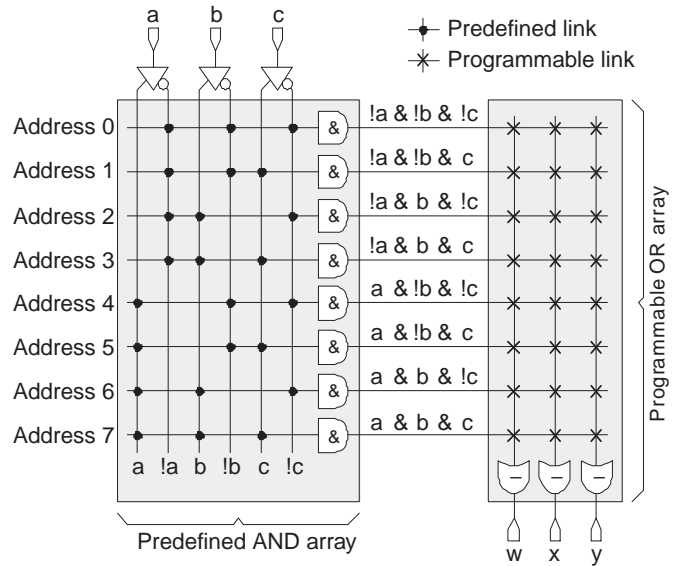 a b c
Predefined link
Programmable link
Address 0 & !a & !b & !c
Address 1 & !a & !b & c
Address 2 & !a & b & !c
Address 3 & !a & b & c
Address 4 & a & !b & !c
Address 5 & a & !b & c
Address 6 & a & b & !c
Address 7 & a & b & c
a !a b !b c !c
Predefined AND array
w x y
Programmable OR array